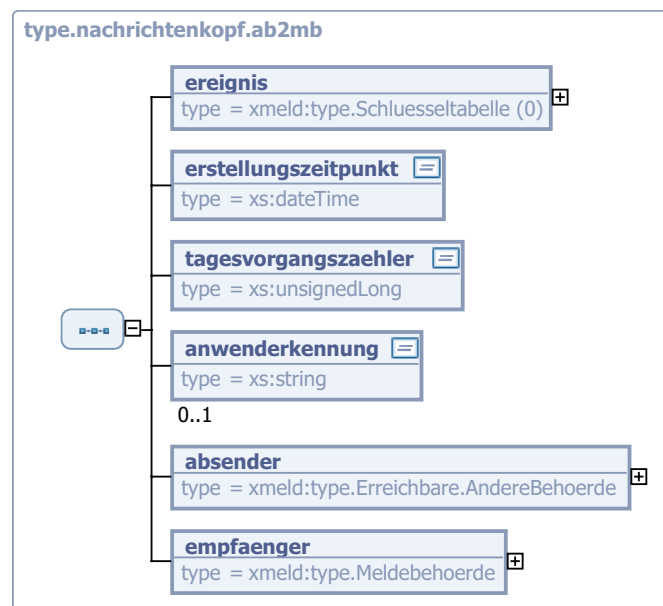 type.nachrichtenkopf.ab2mb
ereignis
type = xmeld:type.Schluesseltabelle (0)
erstellungszeitpunkt
type = xs:dateTime
tagesvorgangszaehler
type = xs:unsignedLong
anwenderkennung
type = xs:string
0..1
absender
type = xmeld:type.Erreichbare.AndereBehoerde
empfaenger
type = xmeld:type.Meldebehoerde